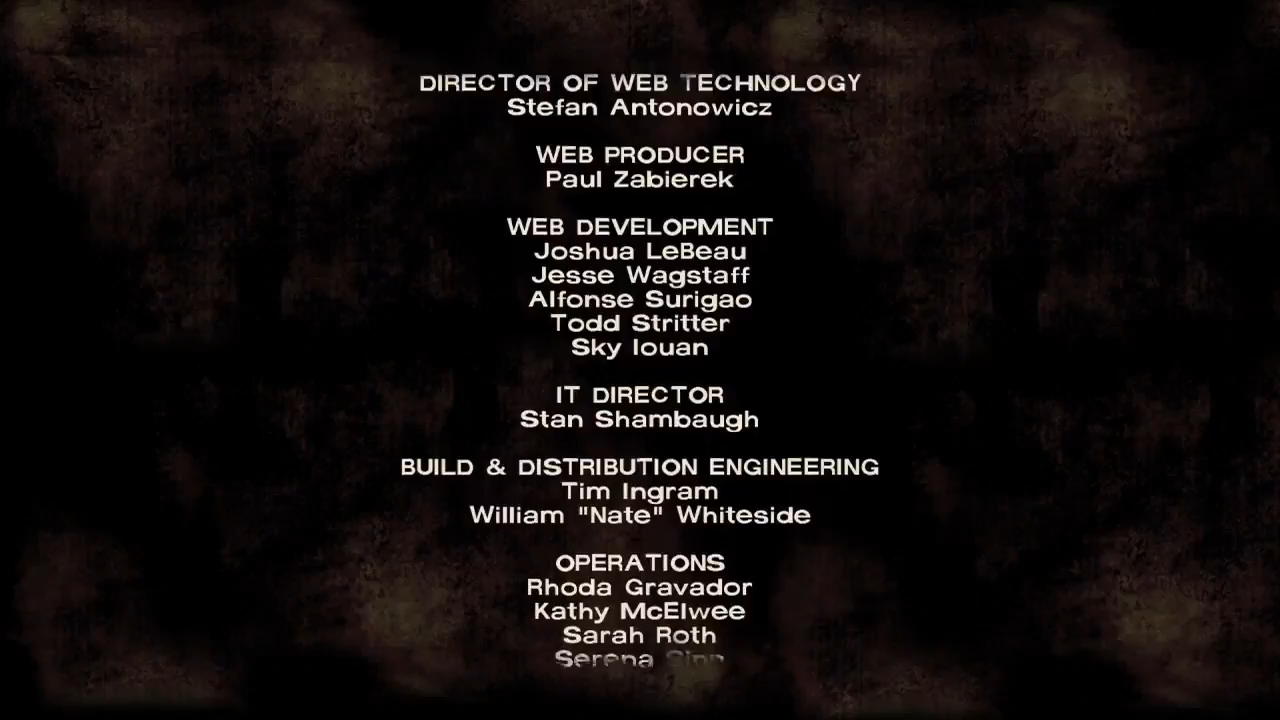 DIRECTOR OF WEB TECHNOLOGY
Stefan Antonowicz
WEB PRODUCER
Paul Zabierek
WEB DEVELOPMENT
Joshua LeBeau
Jesse Wagstaff
Alfonse Surigao
Todd Stritter
Sky Iouan
IT DIRECTOR
Stan Shambaugh
BUILD & DISTRIBUTION ENGINEERING
Tim Ingram
William "Nate" Whiteside
OPERATIONS
Rhoda Gravador
Kathy McElwee
Sarah Roth
Serena